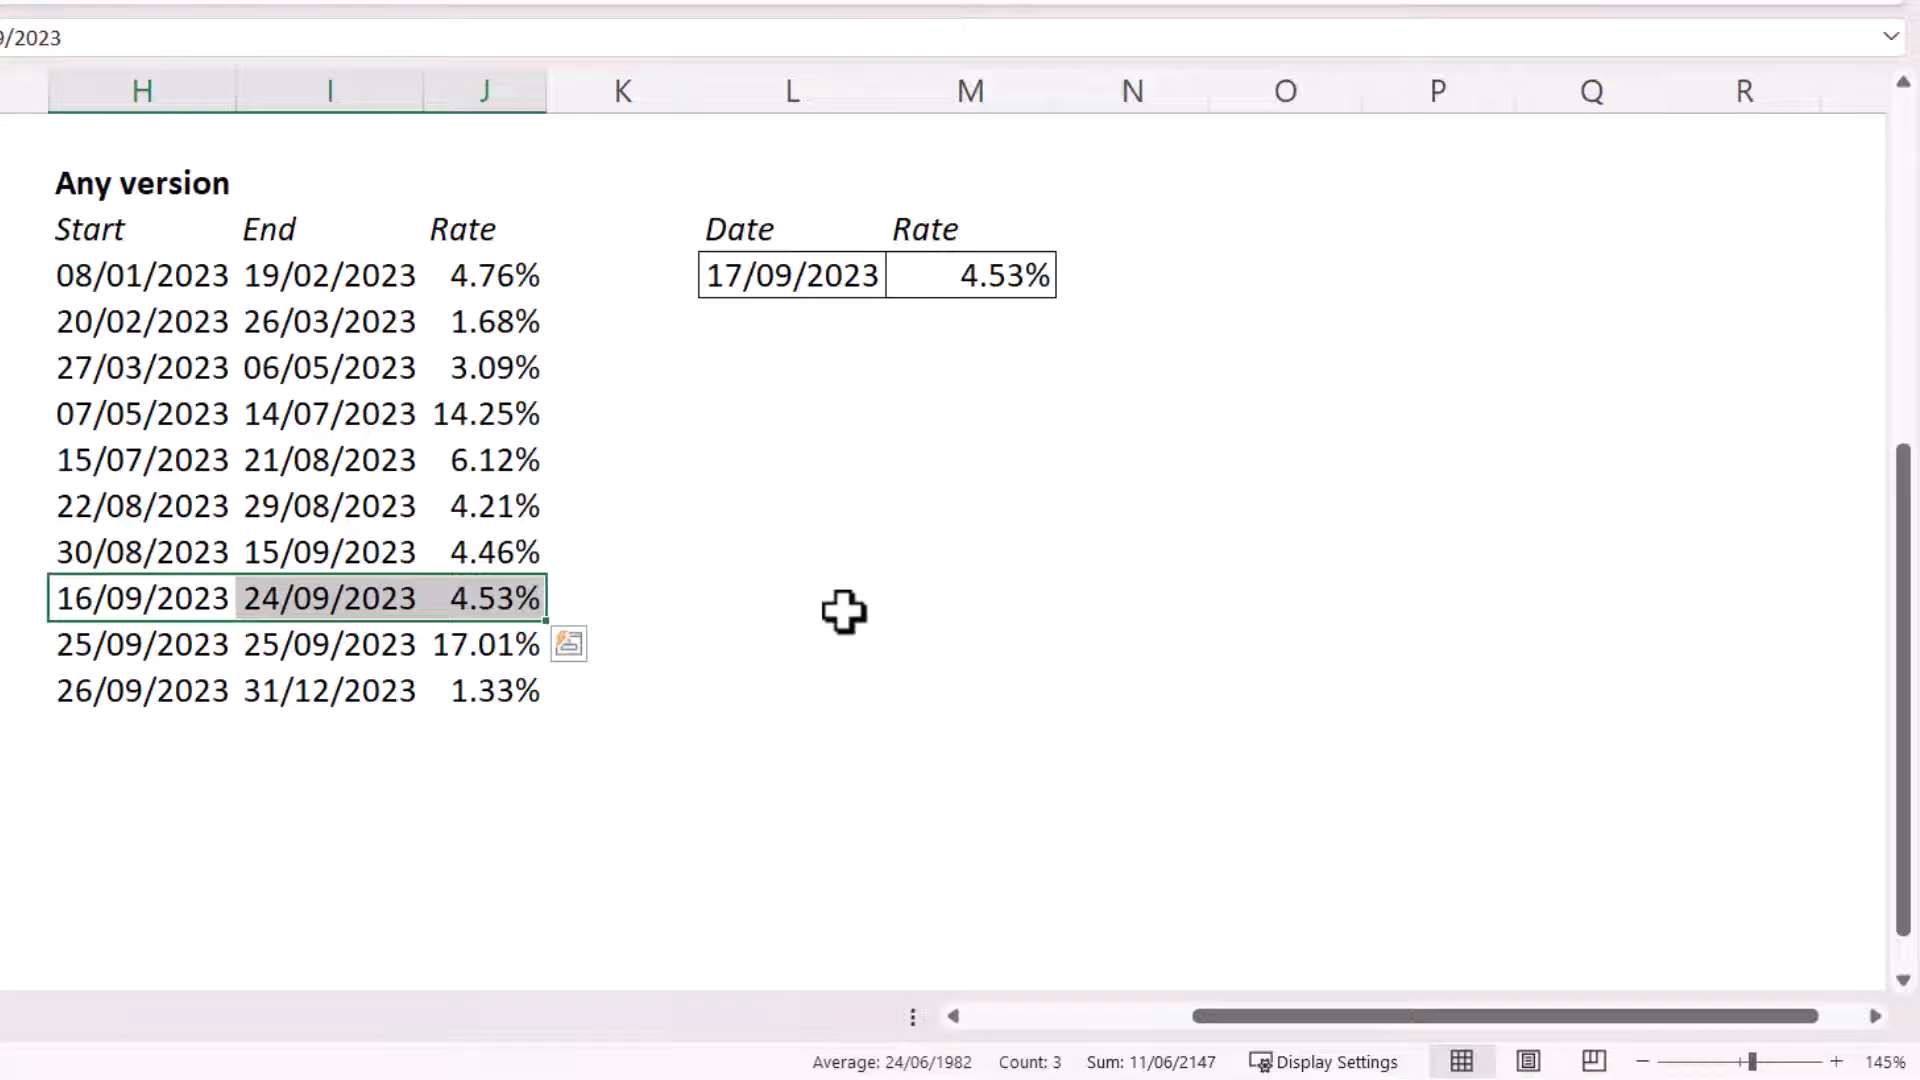 9/2023
H I J K L M N O P Q R
Any version
Start End Rate Date Rate
08/01/2023 19/02/2023 4.76% 17/09/2023 4.53%
20/02/2023 26/03/2023 1.68%
27/03/2023 06/05/2023 3.09%
07/05/2023 14/07/2023 14.25%
15/07/2023 21/08/2023 6.12%
22/08/2023 29/08/2023 4.21%
30/08/2023 15/09/2023 4.46%
16/09/2023 24/09/2023 4.53%
25/09/2023 25/09/2023 17.01%
26/09/2023 31/12/2023 1.33%
Average: 24/06/1982 Count: 3 Sum: 11/06/2147 Display Settings 145%